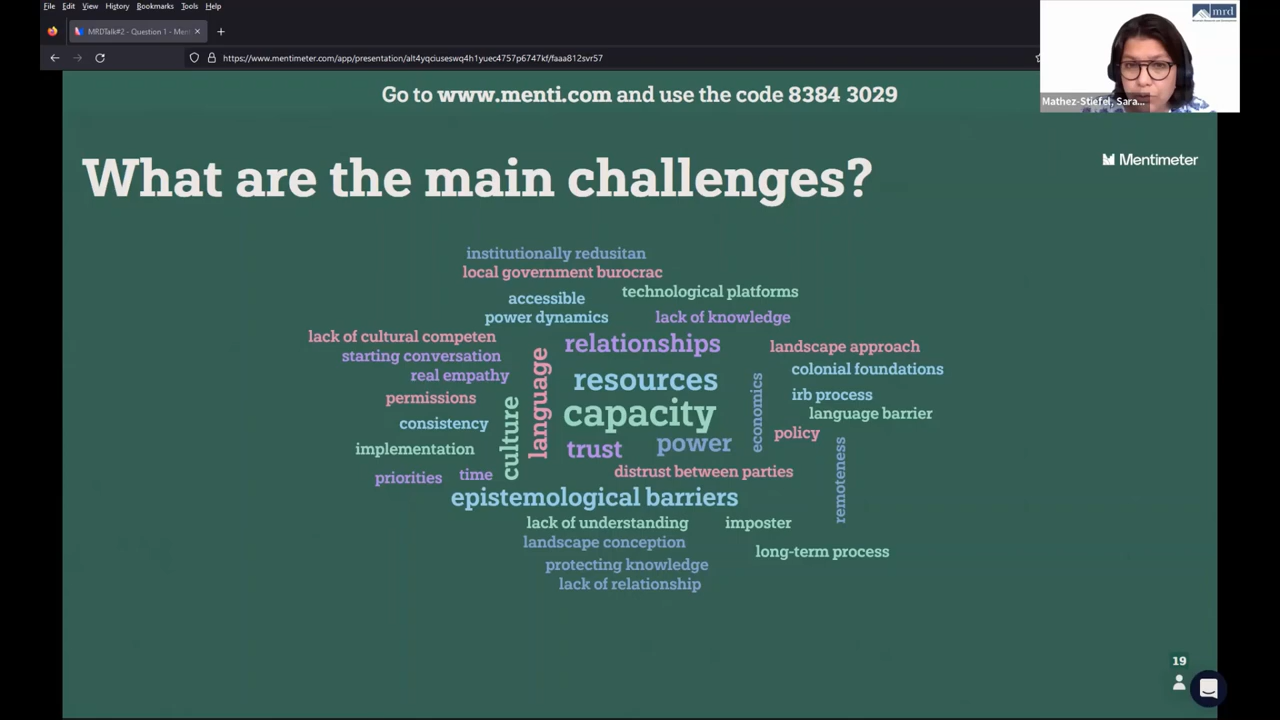 File Edit View History Bookmarks Tools Help
MRDTalk#2 - Question 1 - Ment
https://www.mentimeter.com/app/presentation/alt4yqciuseswq4h1yuec4757p6747kf/faaa812svr57
mrd
Mathez-Stiefel, Sara...
Go to www.menti.com and use the code 8384 3029
Mentimeter
What are the main challenges?
institutionally redusitan
local government burocrac
technological platforms
accessible
power dynamics
lack of knowledge
lack of cultural competen
relationships
landscape approach
starting conversation
colonial foundations
real empathy
language
resources
economics
irb process
permissions
capacity
language barrier
consistency
culture
policy
implementation
trust
power
remoteness
priorities
time
distrust between parties
epistemological barriers
lack of understanding
imposter
landscape conception
long-term process
protecting knowledge
lack of relationship
19